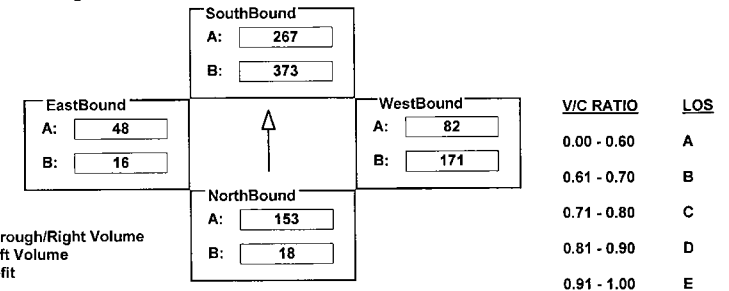 SouthBound
A: 267
B: 373
EastBound
A: 48
B: 16
WestBound
A: 82
B: 171
NorthBound
A: 153
B: 18
rough/Right Volume
ft Volume
fit
V/C RATIO LOS
0.00 - 0.60 A
0.61 - 0.70 B
0.71 - 0.80 C
0.81 - 0.90 D
0.91 - 1.00 E